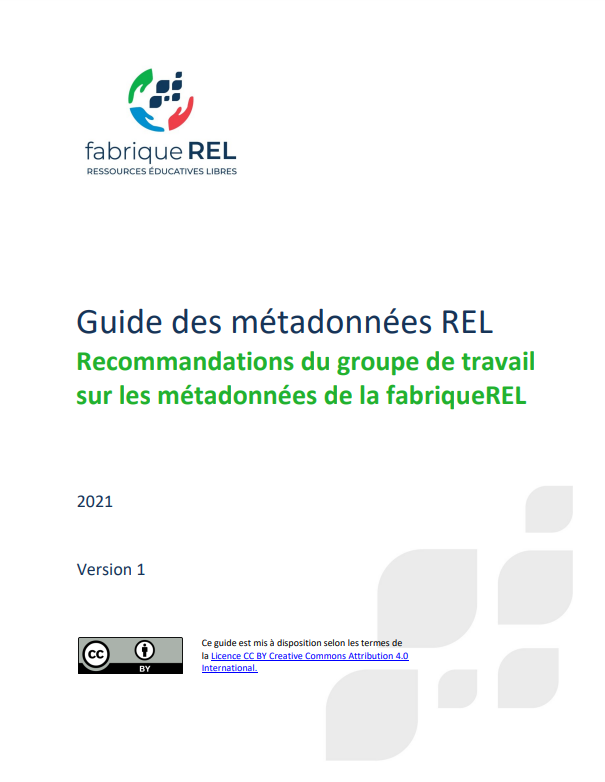 fabrique REL
RESSOURCES ÉDUCATIVES LIBRES
Guide des métadonnées REL
Recommandations du groupe de travail
sur les métadonnées de la fabriqueREL
2021
Version 1
cc
BY
Ce guide est mis à disposition selon les termes de
la Licence CC BY Creative Commons Attribution 4.0
International.